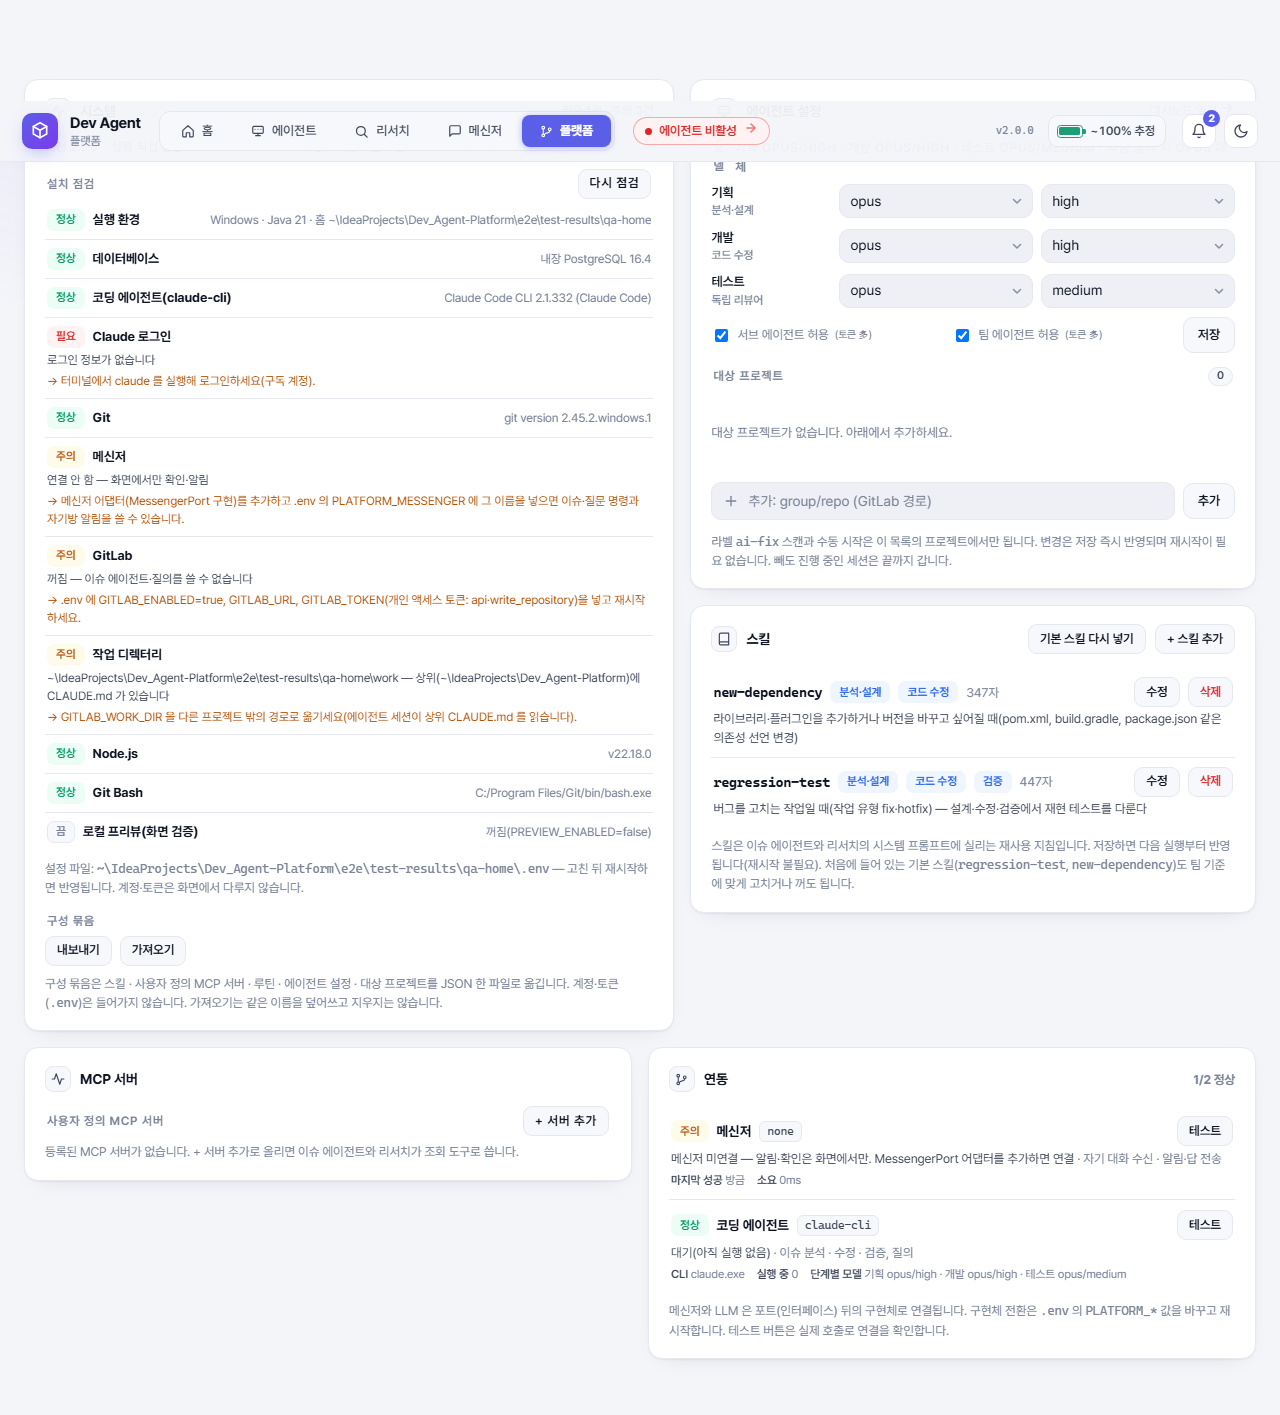 Dev Agent
플랫폼
홈
에이전트
리서치
메신저
플랫폼
에이전트 비활성 →
v2.0.0
~100% 추정
2
시스템
설치 점검
다시 점검
정상 실행 환경 Windows · Java 21 · 홈 ~\IdeaProjects\Dev_Agent-Platform\e2e\test-results\qa-home
정상 데이터베이스 내장 PostgreSQL 16.4
정상 코딩 에이전트(claude-cli) Claude Code CLI 2.1.332 (Claude Code)
필요 Claude 로그인
로그인 정보가 없습니다
→ 터미널에서 claude 를 실행해 로그인하세요(구독 계정).
정상 Git git version 2.45.2.windows.1
주의 메신저
연결 안 함 — 화면에서만 확인·알림
→ 메신저 어댑터(MessengerPort 구현)를 추가하고 .env 의 PLATFORM_MESSENGER 에 그 이름을 넣으면 이슈·질문 명령과
자기방 알림을 쓸 수 있습니다.
주의 GitLab
꺼짐 — 이슈 에이전트·질의를 쓸 수 없습니다
→ .env 에 GITLAB_ENABLED=true, GITLAB_URL, GITLAB_TOKEN(개인 액세스 토큰: api·write_repository)을 넣고 재시작
하세요.
주의 작업 디렉터리
~\IdeaProjects\Dev_Agent-Platform\e2e\test-results\qa-home\work — 상위(~\IdeaProjects\Dev_Agent-Platform)에
CLAUDE.md 가 있습니다
→ GITLAB_WORK_DIR 을 다른 프로젝트 밖의 경로로 옮기세요(에이전트 세션이 상위 CLAUDE.md 를 읽습니다).
정상 Node.js v22.18.0
정상 Git Bash C:/Program Files/Git/bin/bash.exe
끔 로컬 프리뷰(화면 검증) 꺼짐(PREVIEW_ENABLED=false)
설정 파일: ~\IdeaProjects\Dev_Agent-Platform\e2e\test-results\qa-home\.env — 고친 뒤 재시작하
면 반영됩니다. 계정·토큰은 화면에서 다루지 않습니다.
구성 묶음
내보내기 가져오기
구성 묶음은 스킬 · 사용자 정의 MCP 서버 · 루틴 · 에이전트 설정 · 대상 프로젝트를 JSON 한 파일로 옮깁니다. 계정·토큰
(.env)은 들어가지 않습니다. 가져오기는 같은 이름을 덮어쓰고 지우지는 않습니다.
에이전트 설정
델 체
기획 opus high
분석·설계
개발 opus high
코드 수정
테스트 opus medium
독립 리뷰어
서브 에이전트 허용 (토큰 多) 팀 에이전트 허용 (토큰 多) 저장
대상 프로젝트 0
대상 프로젝트가 없습니다. 아래에서 추가하세요.
추가: group/repo (GitLab 경로) 추가
라벨 ai-fix 스캔과 수동 시작은 이 목록의 프로젝트에서만 됩니다. 변경은 저장 즉시 반영되며 재시작이 필
요 없습니다. 빼도 진행 중인 세션은 끝까지 갑니다.
스킬 기본 스킬 다시 넣기 + 스킬 추가
new-dependency 분석·설계 코드 수정 347자 수정 삭제
라이브러리·플러그인을 추가하거나 버전을 바꾸고 싶어질 때(pom.xml, build.gradle, package.json 같은
의존성 선언 변경)
regression-test 분석·설계 코드 수정 검증 447자 수정 삭제
버그를 고치는 작업일 때(작업 유형 fix·hotfix) — 설계·수정·검증에서 재현 테스트를 다룬다
스킬은 이슈 에이전트와 리서치의 시스템 프롬프트에 실리는 재사용 지침입니다. 저장하면 다음 실행부터 반영
됩니다(재시작 불필요). 처음에 들어 있는 기본 스킬(regression-test, new-dependency)도 팀 기준
에 맞게 고치거나 꺼도 됩니다.
MCP 서버
사용자 정의 MCP 서버 + 서버 추가
등록된 MCP 서버가 없습니다. + 서버 추가로 올리면 이슈 에이전트와 리서치가 조회 도구로 씁니다.
연동 1/2 정상
주의 메신저 none 테스트
메신저 미연결 — 알림·확인은 화면에서만. MessengerPort 어댑터를 추가하면 연결 · 자기 대화 수신 · 알림·답 전송
마지막 성공 방금 소요 0ms
정상 코딩 에이전트 claude-cli 테스트
대기(아직 실행 없음) · 이슈 분석 · 수정 · 검증, 질의
CLI claude.exe 실행 중 0 단계별 모델 기획 opus/high · 개발 opus/high · 테스트 opus/medium
메신저와 LLM 은 포트(인터페이스) 뒤의 구현체로 연결됩니다. 구현체 전환은 .env 의 PLATFORM_* 값을 바꾸고 재
시작합니다. 테스트 버튼은 실제 호출로 연결을 확인합니다.